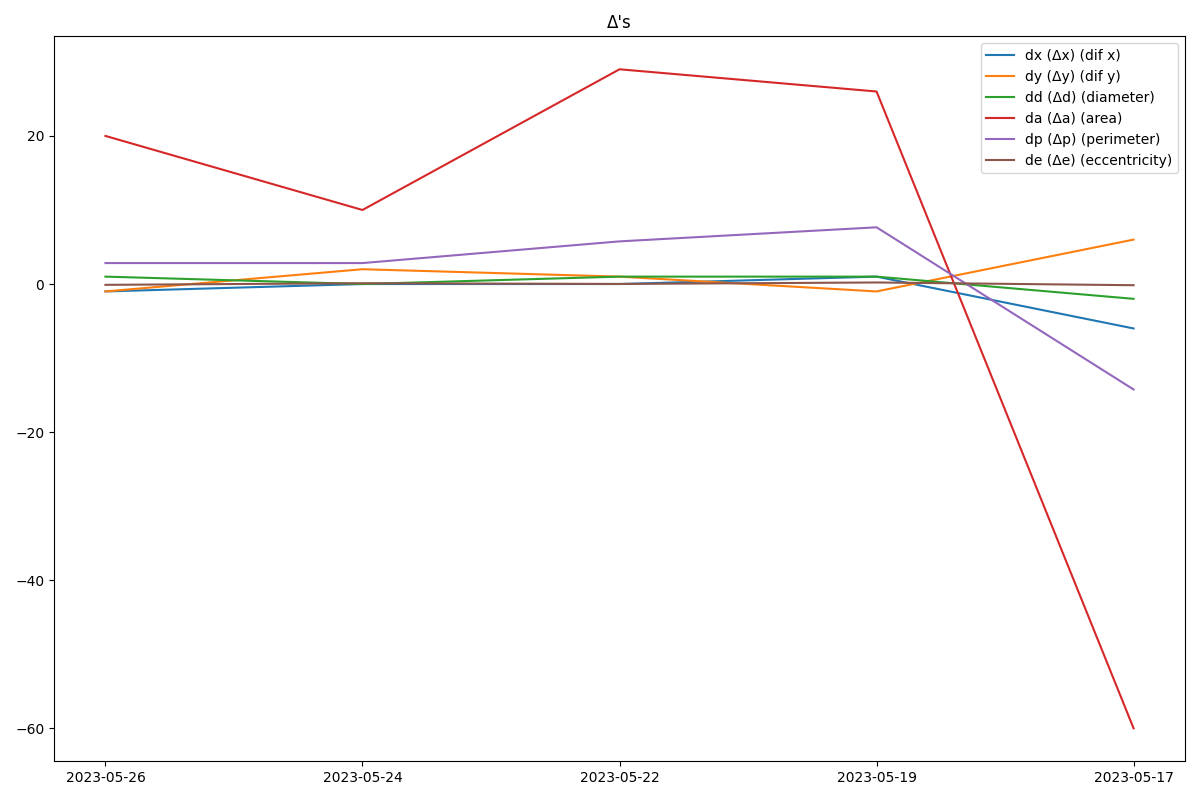 Δ's
dx (Δx) (dif x)
dy (Δy) (dif y)
dd (Δd) (diameter)
da (Δa) (area)
dp (Δp) (perimeter)
de (Δe) (eccentricity)
20
0
−20
−40
−60
2023-05-26 2023-05-24 2023-05-22 2023-05-19 2023-05-17